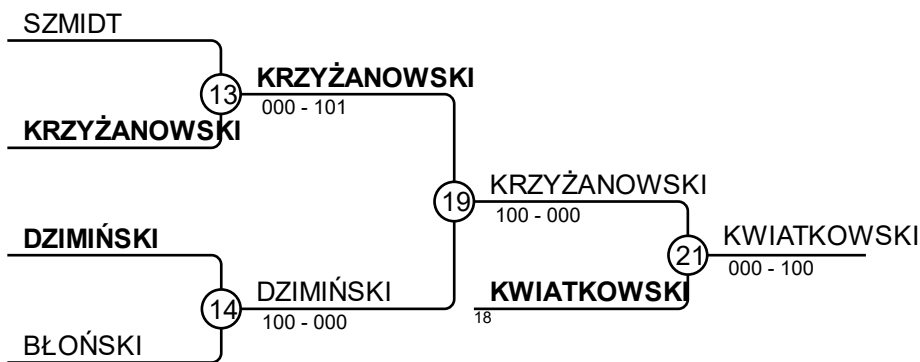 SZMIDT
13
KRZYŻANOWSKI
000 - 101
KRZYŻANOWSKI
19
KRZYŻANOWSKI
100 - 000
DZIMIŃSKI
21
KWIATKOWSKI
000 - 100
14
DZIMIŃSKI
100 - 000
KWIATKOWSKI
18
BŁOŃSKI